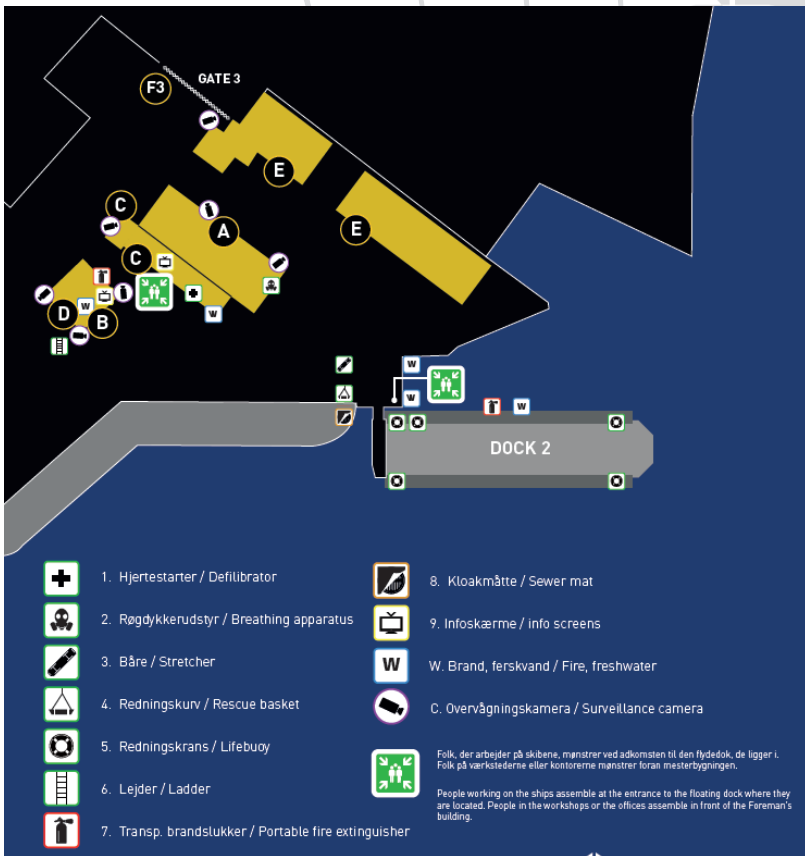 GATE 3
F3
E
C
A
E
C
D
W
B
W
W
W
W
DOCK 2
1. Hjertestarter / Defilibrator
2. Røgdykkerudstyr / Breathing apparatus
3. Båre / Stretcher
4. Redningskurv / Rescue basket
5. Redningskrans / Lifebuoy
6. Lejder / Ladder
7. Transp. brandslukker / Portable fire extinguisher
8. Kloakmåtte / Sewer mat
9. Infoskærme / info screens
W
W. Brand, ferskvand / Fire, freshwater
C. Overvågningskamera / Surveillance camera
Folk, der arbejder på skibene, mønstrer ved adkomsten til den flydedok, de ligger i.
Folk på værkstederne eller kontorerne mønstrer foran mesterbygningen.
People working on the ships assemble at the entrance to the floating dock where they
are located. People in the workshops or the offices assemble in front of the Foreman's
building.